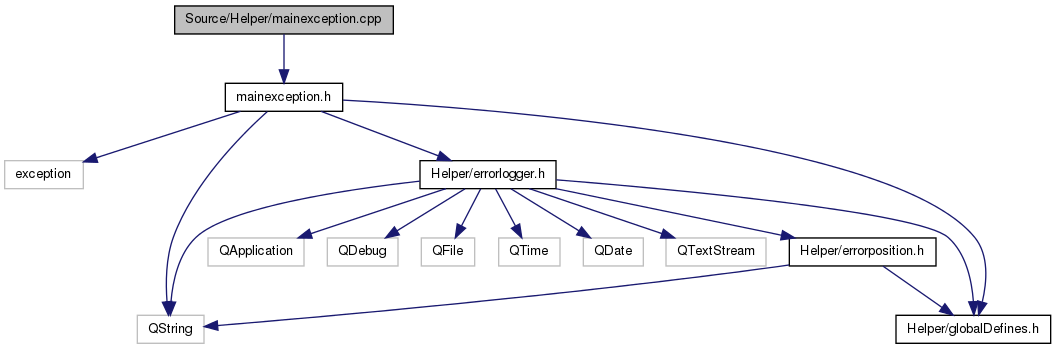 Source/Helper/mainexception.cpp
mainexception.h
exception
Helper/errorlogger.h
QApplication
QDebug
QFile
QTime
QDate
QTextStream
Helper/errorposition.h
QString
Helper/globalDefines.h